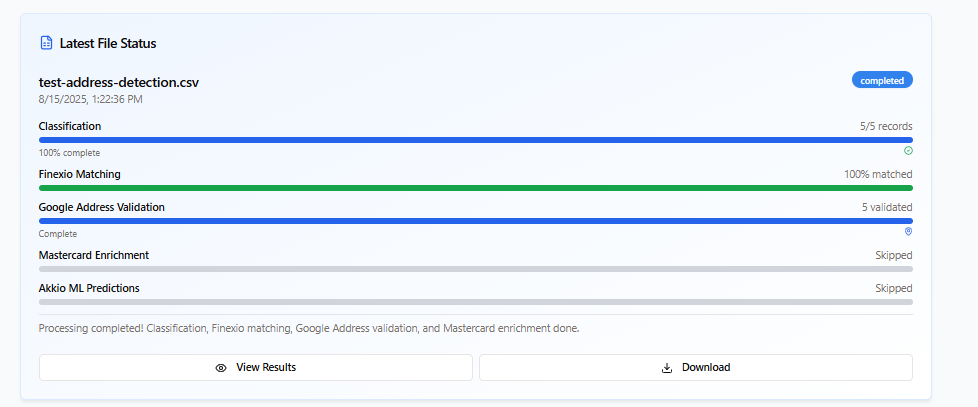 Latest File Status
test-address-detection.csv
completed
8/15/2025, 1:22:36 PM
Classification
5/5 records
100% complete
Finexio Matching
100% matched
Google Address Validation
5 validated
Complete
Mastercard Enrichment
Skipped
Akkio ML Predictions
Skipped
Processing completed! Classification, Finexio matching, Google Address validation, and Mastercard enrichment done.
View Results
Download